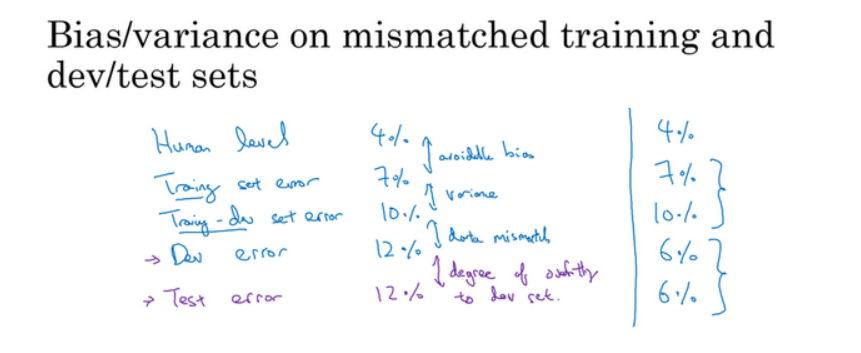 Bias/variance on mismatched training and
dev/test sets
Human level 4% 4%
avoidable bias
Training set error 7% 7%
variance
Training-dev set error 10% 10%
data mismatch
→ Dev error 12% 6%
degree of overfitting
→ Test error 12% to dev set. 6%